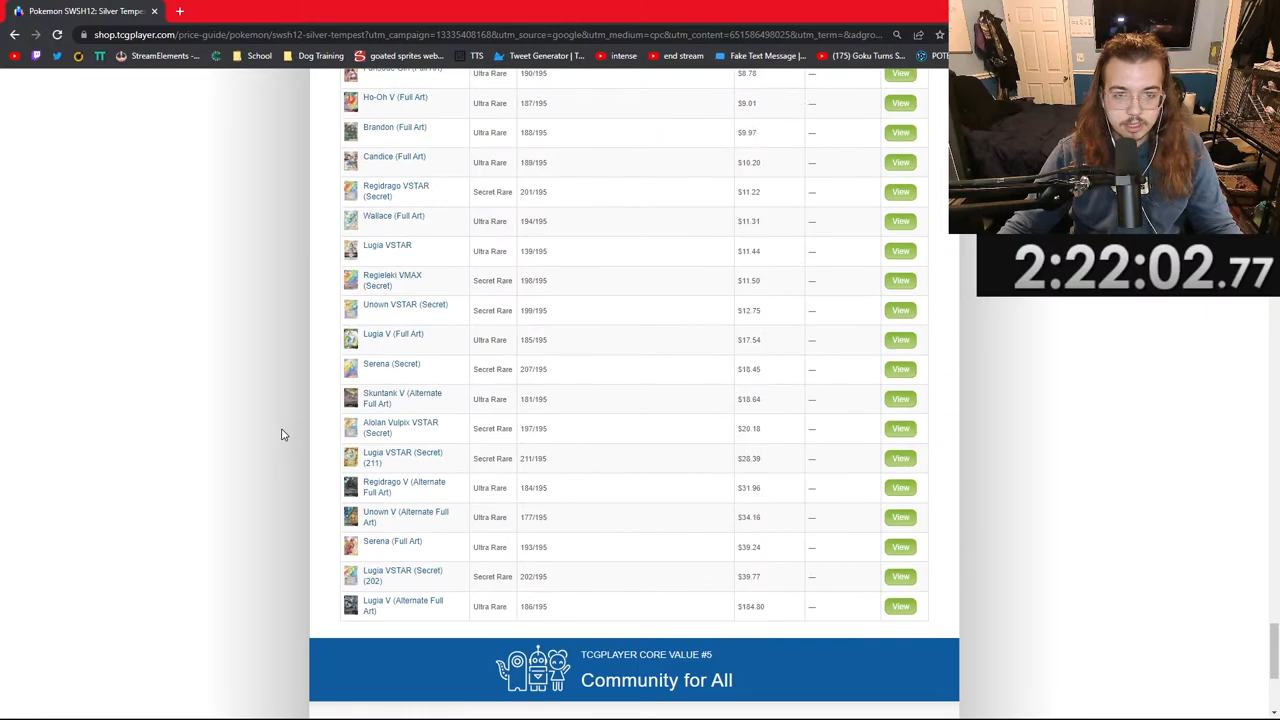 Pokemon SWSH12: Silver Tempe
shop.tcgplayer.com/price-guide/pokemon/swsh12-silver-tempest?utm_campaign=13335408168&utm_source=google&utm_medium=cpc&utm_content=651586498025&utm_term=&adgro...
StreamElements -... School Dog Training goated sprites web... TTS Tweet Generator | T... intense end stream Fake Text Message |... (175) Goku Turns G... POTE
190/195 $8.78 View
Ho-Oh V (Full Art) Ultra Rare 187/195 $9.01 — View
Brandon (Full Art) Ultra Rare 188/195 $9.97 — View
Candice (Full Art) Ultra Rare 189/195 $10.20 — View
Regidrago VSTAR
(Secret) Secret Rare 201/195 $11.22 — View
Wallace (Full Art) Ultra Rare 194/195 $11.31 — View
Lugia VSTAR Ultra Rare 139/195 $11.44 — View
Regieleki VMAX
(Secret) Secret Rare 198/195 $11.50 — View
Unown VSTAR (Secret) Secret Rare 199/195 $12.75 — View
Lugia V (Full Art) Ultra Rare 185/195 $17.54 — View
Serena (Secret) Secret Rare 207/195 $18.45 — View
Skuntank V (Alternate
Full Art) Ultra Rare 181/195 $18.64 — View
Alolan Vulpix VSTAR
(Secret) Secret Rare 197/195 $20.18 — View
Lugia VSTAR (Secret)
(211) Secret Rare 211/195 $28.39 — View
Regidrago V (Alternate
Full Art) Ultra Rare 184/195 $31.96 — View
Unown V (Alternate Full
Art) Ultra Rare 177/195 $34.16 — View
Serena (Full Art) Ultra Rare 193/195 $39.24 — View
Lugia VSTAR (Secret)
(202) Secret Rare 202/195 $39.77 — View
Lugia V (Alternate Full
Art) Ultra Rare 186/195 $184.80 — View
TCGPLAYER CORE VALUE #5
Community for All
2:22:02.77